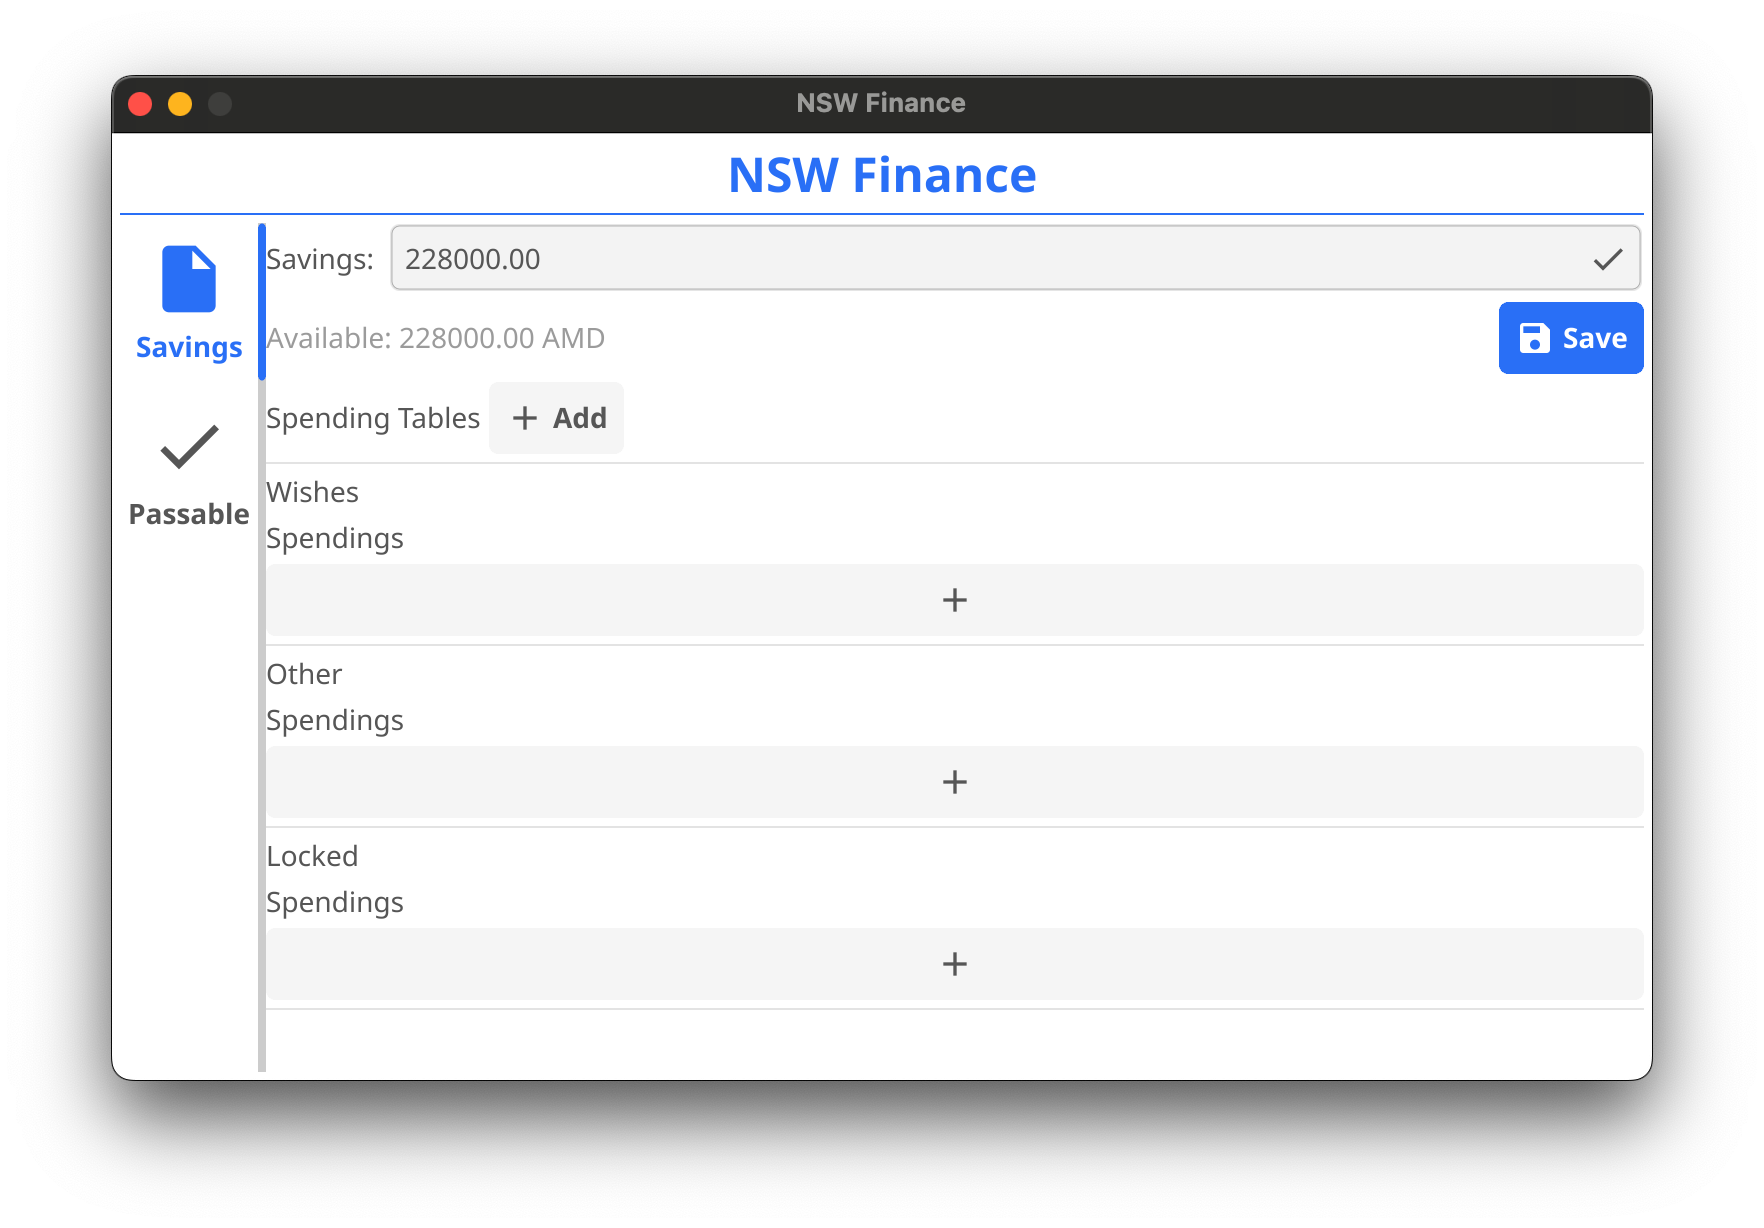 NSW Finance
NSW Finance
Savings
Passable
Savings: 228000.00
Available: 228000.00 AMD
Save
Spending Tables
Add
Wishes
Spendings
Other
Spendings
Locked
Spendings